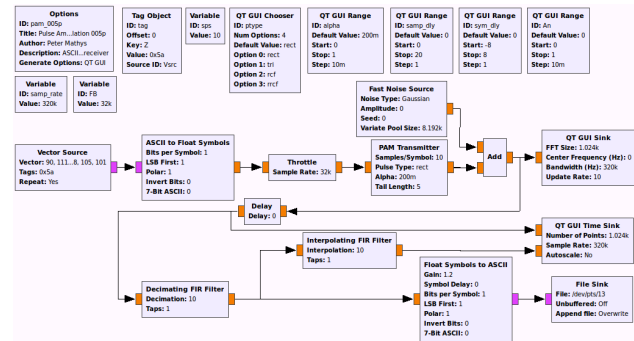 Options
ID: pam_005p
Title: Pulse Am...lation 005p
Author: Peter Mathys
Description: ASCII...receiver
Generate Options: QT GUI
Tag Object
ID: tag
Offset: 0
Key: Z
Value: 0x5a
Source ID: Vsrc
Variable
ID: sps
Value: 10
QT GUI Chooser
ID: ptype
Num Options: 4
Default Value: rect
Option 0: rect
Option 1: tri
Option 2: rcf
Option 3: rrcf
QT GUI Range
ID: alpha
Default Value: 200m
Start: 0
Stop: 1
Step: 10m
QT GUI Range
ID: samp_dly
Default Value: 0
Start: 0
Stop: 20
Step: 1
QT GUI Range
ID: sym_dly
Start: -8
Stop: 8
Step: 1
QT GUI Range
ID: An
Default Value: 0
Start: 0
Stop: 1
Step: 10m
Variable
ID: samp_rate
Value: 320k
Variable
ID: FB
Value: 32k
Fast Noise Source
Noise Type: Gaussian
Amplitude: 0
Seed: 0
Variate Pool Size: 8.192k
Vector Source
Vector: 90, 111...8, 105, 101
Tags: 0x5a
Repeat: Yes
ASCII to Float Symbols
Bits per Symbol: 1
LSB First: 1
Polar: 1
Invert Bits: 0
7-Bit ASCII: 0
Throttle
Sample Rate: 32k
PAM Transmitter
Samples/Symbol: 10
Pulse Type: rect
Alpha: 200m
Tail Length: 5
Add
QT GUI Sink
FFT Size: 1.024k
Center Frequency (Hz): 0
Bandwidth (Hz): 320k
Update Rate: 10
Delay
Delay: 0
QT GUI Time Sink
Number of Points: 1.024k
Sample Rate: 320k
Autoscale: No
Interpolating FIR Filter
Interpolation: 10
Taps: 1
Decimating FIR Filter
Decimation: 10
Taps: 1
Float Symbols to ASCII
Gain: 1.2
Symbol Delay: 0
Bits per Symbol: 1
LSB First: 1
Polar: 1
Invert Bits: 0
7-Bit ASCII: 0
File Sink
File: /dev/pts/13
Unbuffered: Off
Append file: Overwrite